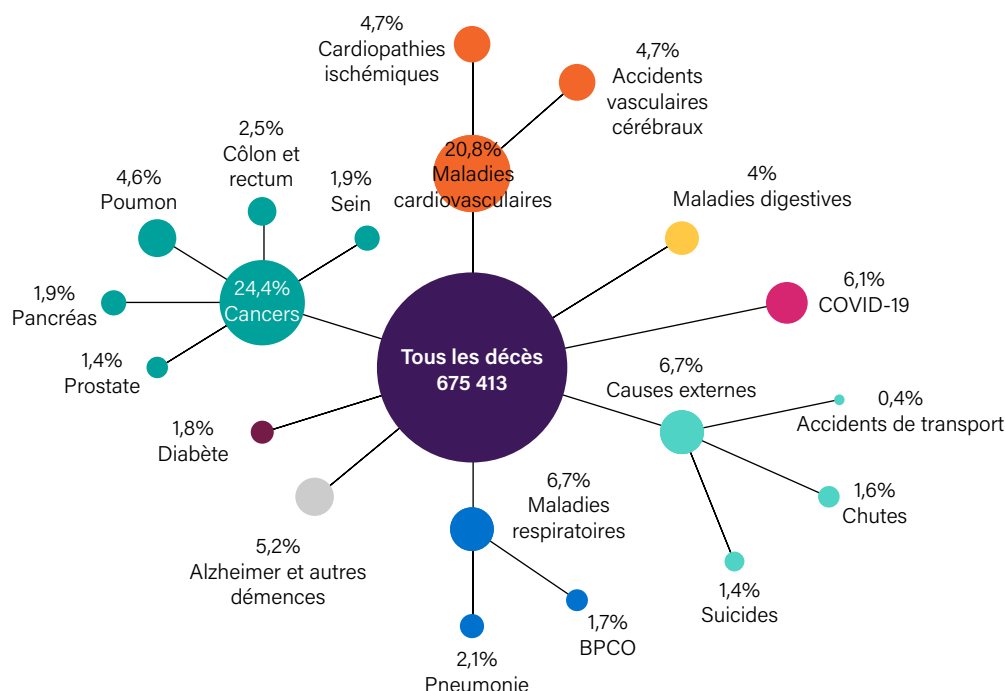 4,7%
Cardiopathies
ischémiques
4,7%
Accidents
vasculaires
cérébraux
20,8%
Maladies
cardiovasculaires
2,5%
Côlon et
rectum
4,6%
Poumon
1,9%
Sein
4%
Maladies digestives
1,9%
Pancréas
24,4%
Cancers
6,1%
COVID-19
1,4%
Prostate
Tous les décès
675 413
6,7%
Causes externes
0,4%
Accidents de transport
1,8%
Diabète
6,7%
Maladies
respiratoires
1,6%
Chutes
5,2%
Alzheimer et autres
démences
1,4%
Suicides
1,7%
BPCO
2,1%
Pneumonie